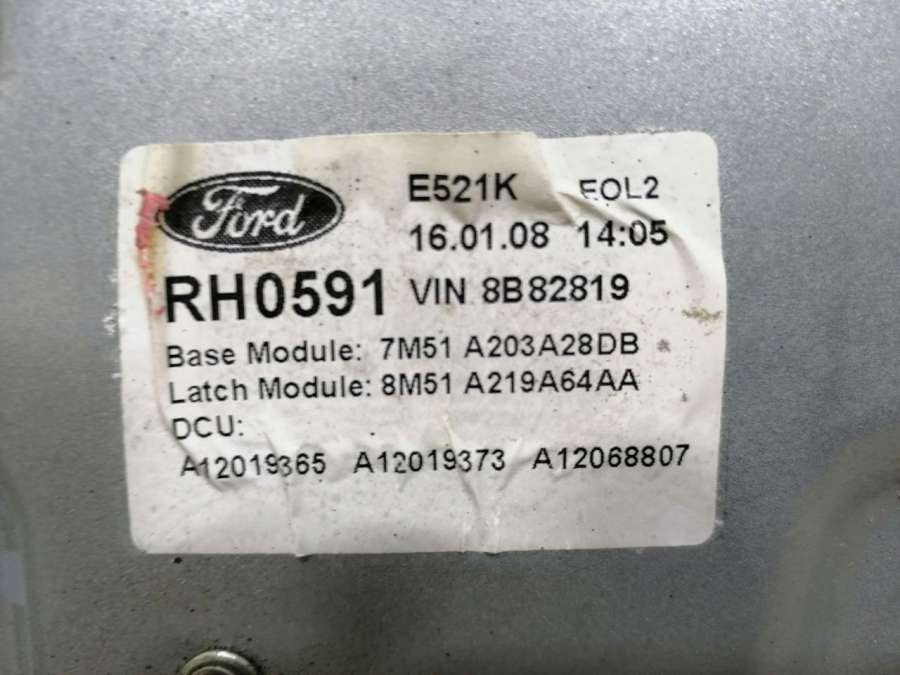 Ford
E521K EOL2
16.01.08 14:05
RH0591 VIN 8B82819
Base Module: 7M51 A203A28DB
Latch Module: 8M51 A219A64AA
DCU:
A12019365 A12019373 A12068807